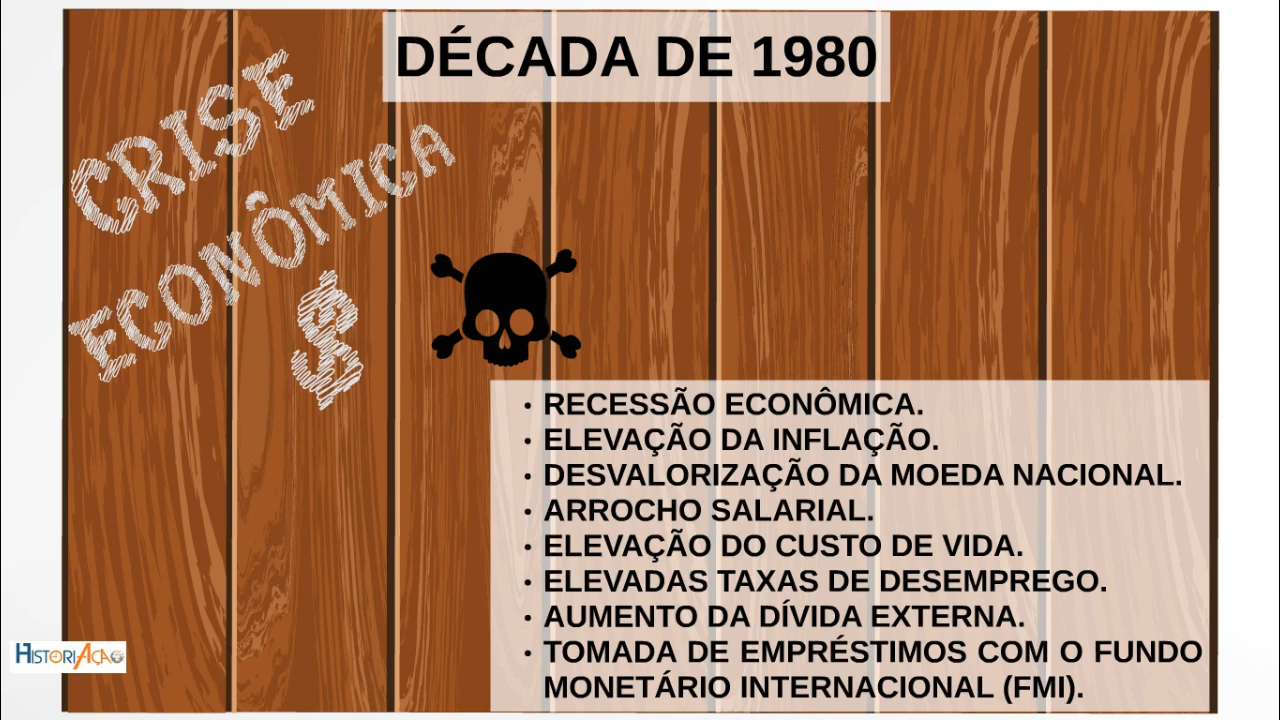 DÉCADA DE 1980
CRISE
ECONÔMICA
$
• RECESSÃO ECONÔMICA.
• ELEVAÇÃO DA INFLAÇÃO.
• DESVALORIZAÇÃO DA MOEDA NACIONAL.
• ARROCHO SALARIAL.
• ELEVAÇÃO DO CUSTO DE VIDA.
• ELEVADAS TAXAS DE DESEMPREGO.
• AUMENTO DA DÍVIDA EXTERNA.
• TOMADA DE EMPRÉSTIMOS COM O FUNDO
MONETÁRIO INTERNACIONAL (FMI).
HISTORIAÇÃO